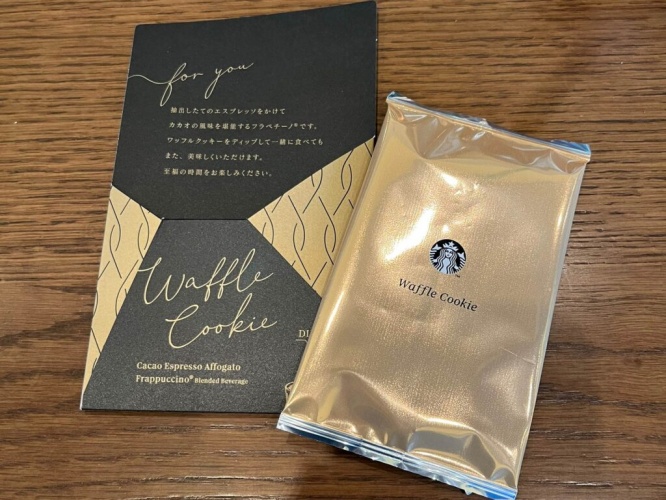 for you
抽出したてのエスプレッソをかけて
カカオの風味を堪能するフラペチーノ®です。
ワッフルクッキーをディップして一緒に食べても
また、美味しくいただけます。
至福の時間をお楽しみください。
Waffle
Cookie
Cacao Espresso Affogato
Frappuccino® Blended Beverage
Waffle Cookie